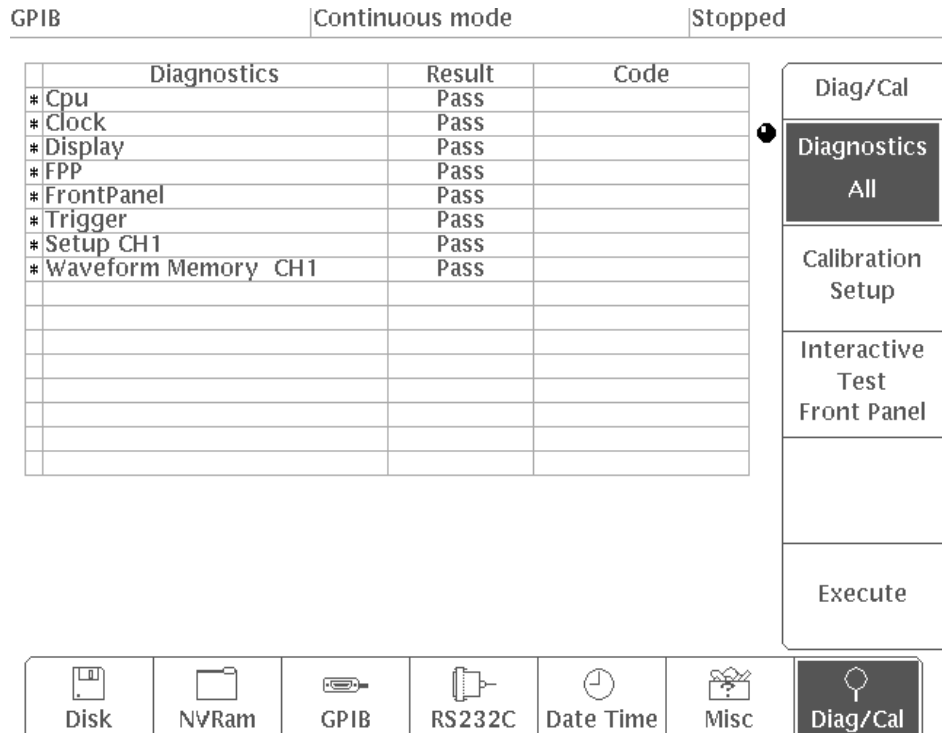 GPIB Continuous mode Stopped
Diagnostics Result Code
* Cpu Pass
* Clock Pass
* Display Pass
* FPP Pass
* FrontPanel Pass
* Trigger Pass
* Setup CH1 Pass
* Waveform Memory CH1 Pass
Diag/Cal
Diagnostics
All
Calibration
Setup
Interactive
Test
Front Panel
Execute
?
Disk NVRam GPIB RS232C Date Time Misc Diag/Cal